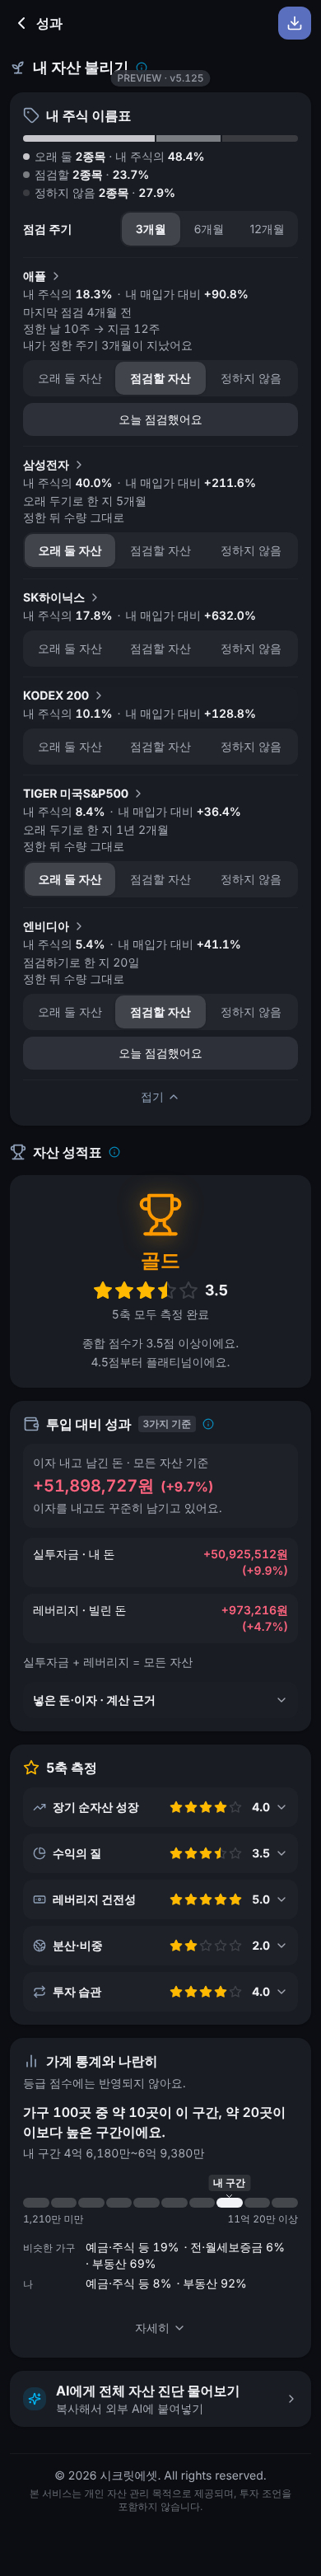 성과
내 자산 불리기
PREVIEW · v5.125
내 주식 이름표
오래 둘 2종목 · 내 주식의 48.4%
점검할 2종목 · 23.7%
정하지 않음 2종목 · 27.9%
점검 주기 3개월 6개월 12개월
애플
내 주식의 18.3% · 내 매입가 대비 +90.8%
마지막 점검 4개월 전
정한 날 10주 → 지금 12주
내가 정한 주기 3개월이 지났어요
오래 둘 자산 점검할 자산 정하지 않음
오늘 점검했어요
삼성전자
내 주식의 40.0% · 내 매입가 대비 +211.6%
오래 두기로 한 지 5개월
정한 뒤 수량 그대로
오래 둘 자산 점검할 자산 정하지 않음
SK하이닉스
내 주식의 17.8% · 내 매입가 대비 +632.0%
오래 둘 자산 점검할 자산 정하지 않음
KODEX 200
내 주식의 10.1% · 내 매입가 대비 +128.8%
오래 둘 자산 점검할 자산 정하지 않음
TIGER 미국S&P500
내 주식의 8.4% · 내 매입가 대비 +36.4%
오래 두기로 한 지 1년 2개월
정한 뒤 수량 그대로
오래 둘 자산 점검할 자산 정하지 않음
엔비디아
내 주식의 5.4% · 내 매입가 대비 +41.1%
점검하기로 한 지 20일
정한 뒤 수량 그대로
오래 둘 자산 점검할 자산 정하지 않음
오늘 점검했어요
접기
자산 성적표
골드
3.5
5축 모두 측정 완료
종합 점수가 3.5점 이상이에요.
4.5점부터 플래티넘이에요.
투입 대비 성과 3가지 기준
이자 내고 남긴 돈 · 모든 자산 기준
+51,898,727원 (+9.7%)
이자를 내고도 꾸준히 남기고 있어요.
실투자금 · 내 돈 +50,925,512원
(+9.9%)
레버리지 · 빌린 돈 +973,216원
(+4.7%)
실투자금 + 레버리지 = 모든 자산
넣은 돈·이자 · 계산 근거
5축 측정
장기 순자산 성장 4.0
수익의 질 3.5
레버리지 건전성 5.0
분산·비중 2.0
투자 습관 4.0
가계 통계와 나란히
등급 점수에는 반영되지 않아요.
가구 100곳 중 약 10곳이 이 구간, 약 20곳이
이보다 높은 구간이에요.
내 구간 4억 6,180만~6억 9,380만
내 구간
1,210만 미만 11억 20만 이상
비슷한 가구 예금·주식 등 19% · 전·월세보증금 6%
· 부동산 69%
나 예금·주식 등 8% · 부동산 92%
자세히
AI에게 전체 자산 진단 물어보기
복사해서 외부 AI에 붙여넣기
© 2026 시크릿에셋. All rights reserved.
본 서비스는 개인 자산 관리 목적으로 제공되며, 투자 조언을
포함하지 않습니다.